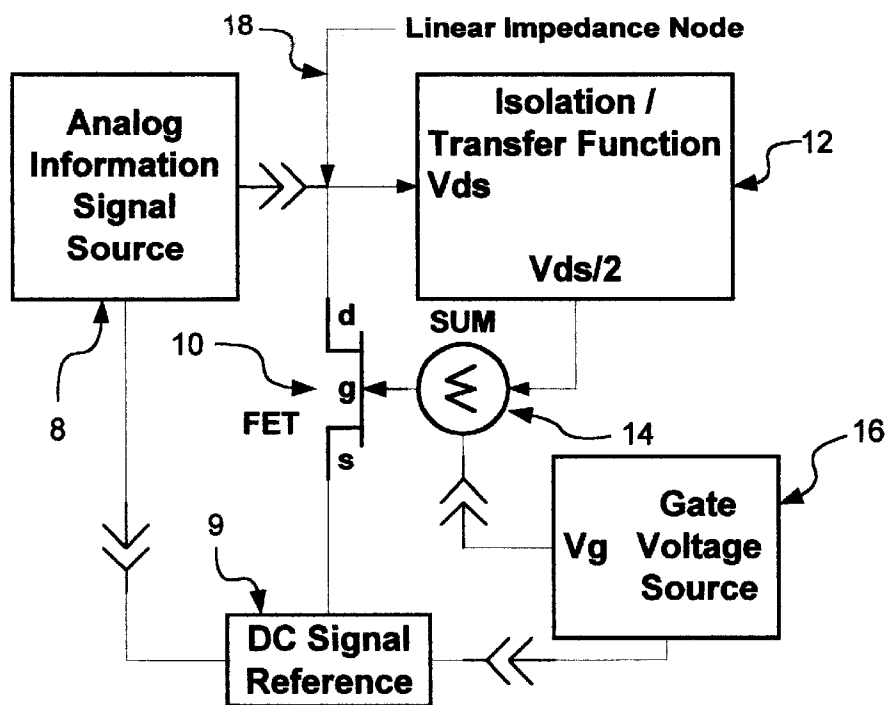 18
Linear Impedance Node
Analog
Information
Signal
Source
Isolation /
Transfer Function
Vds
Vds/2
12
d
SUM
10
g
FET
s
8
14
16
9
Vg
Gate
Voltage
Source
DC Signal
Reference